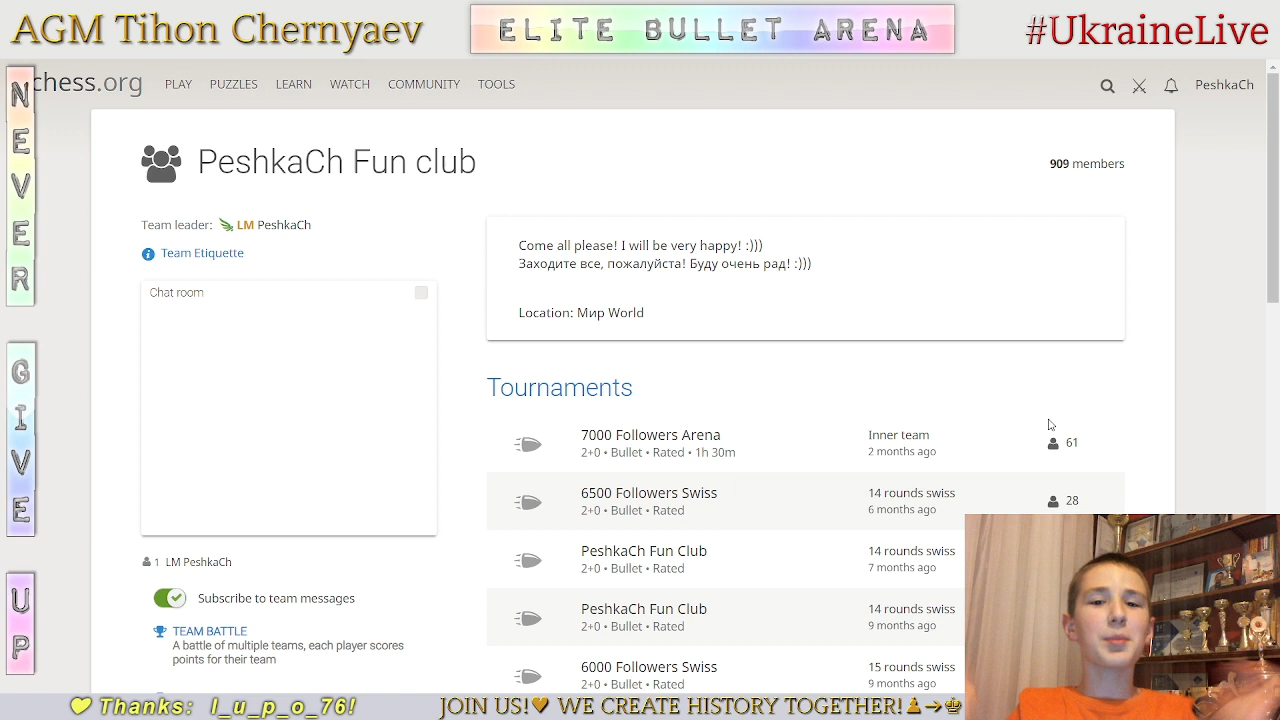 AGM Tihon Chernyaev
ELITE BULLET ARENA
#UkraineLive
NEVER
GIVE
UP
chess.org
PLAY PUZZLES LEARN WATCH COMMUNITY TOOLS
PeshkaCh
PeshkaCh Fun club
909 members
Team leader: LM PeshkaCh
Team Etiquette
Chat room
1 LM PeshkaCh
Subscribe to team messages
TEAM BATTLE
A battle of multiple teams, each player scores
points for their team
Come all please! I will be very happy! :)))
Заходите все, пожалуйста! Буду очень рад! :)))
Location: Мир World
Tournaments
7000 Followers Arena Inner team
2+0 • Bullet • Rated • 1h 30m 2 months ago 61
6500 Followers Swiss 14 rounds swiss
2+0 • Bullet • Rated 6 months ago 28
PeshkaCh Fun Club 14 rounds swiss
2+0 • Bullet • Rated 7 months ago
PeshkaCh Fun Club 14 rounds swiss
2+0 • Bullet • Rated 9 months ago
6000 Followers Swiss 15 rounds swiss
2+0 • Bullet • Rated 9 months ago
Thanks: l_u_p_o_76!
JOIN US!♥ WE CREATE HISTORY TOGETHER!♟→♚